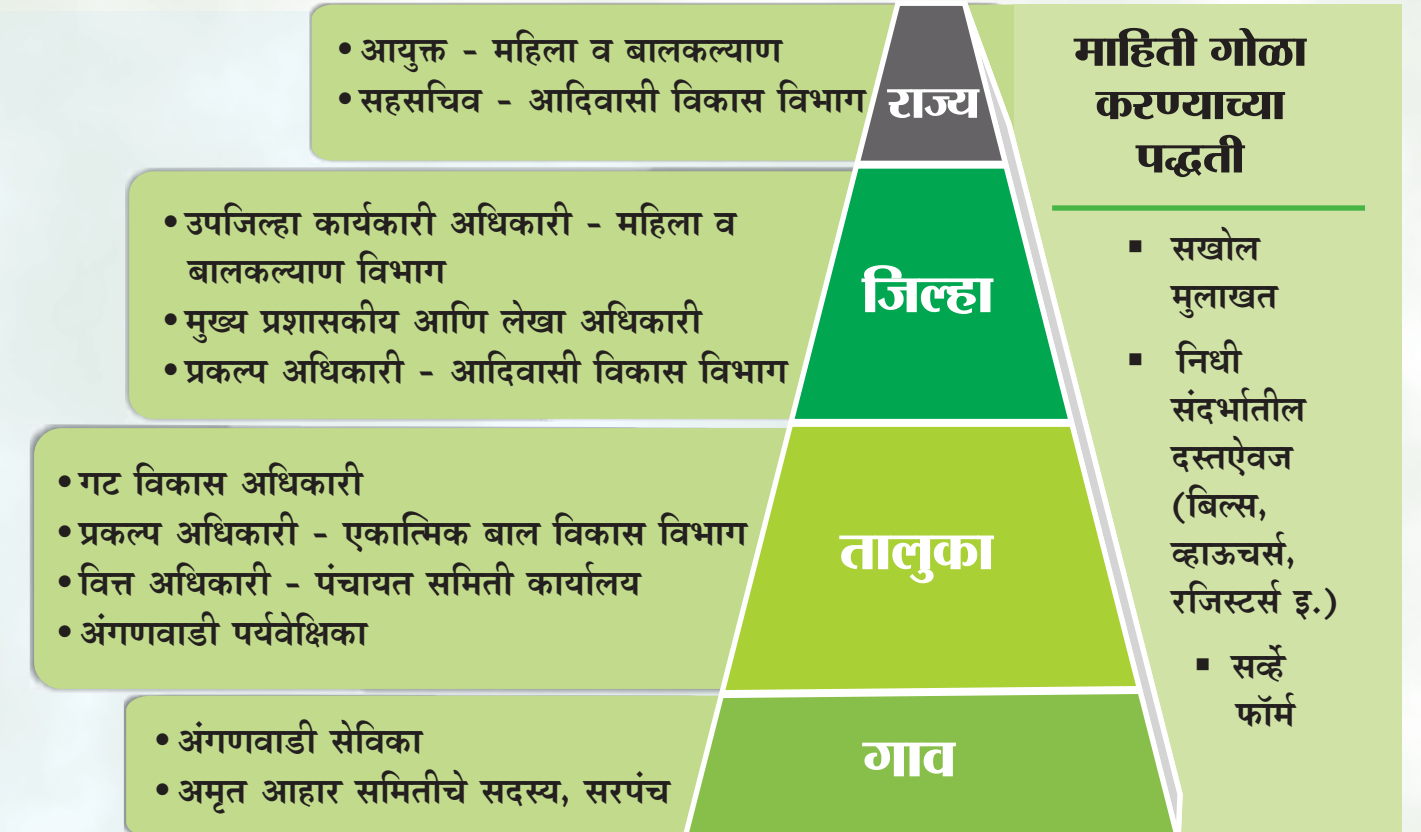 • आयुक्त - महिला व बालकल्याण
• सहसचिव - आदिवासी विकास विभाग
राज्य
• उपजिल्हा कार्यकारी अधिकारी - महिला व
बालकल्याण विभाग
• मुख्य प्रशासकीय आणि लेखा अधिकारी
• प्रकल्प अधिकारी - आदिवासी विकास विभाग
जिल्हा
• गट विकास अधिकारी
• प्रकल्प अधिकारी - एकात्मिक बाल विकास विभाग
• वित्त अधिकारी - पंचायत समिती कार्यालय
• अंगणवाडी पर्यवेक्षिका
तालुका
• अंगणवाडी सेविका
• अमृत आहार समितीचे सदस्य, सरपंच
गाव
माहिती गोळा
करण्याच्या
पद्धती
▪ सखोल
मुलाखत
▪ निधी
संदर्भातील
दस्तऐवज
(बिल्स,
व्हाऊचर्स,
रजिस्टर्स इ.)
▪ सर्व्हे
फॉर्म